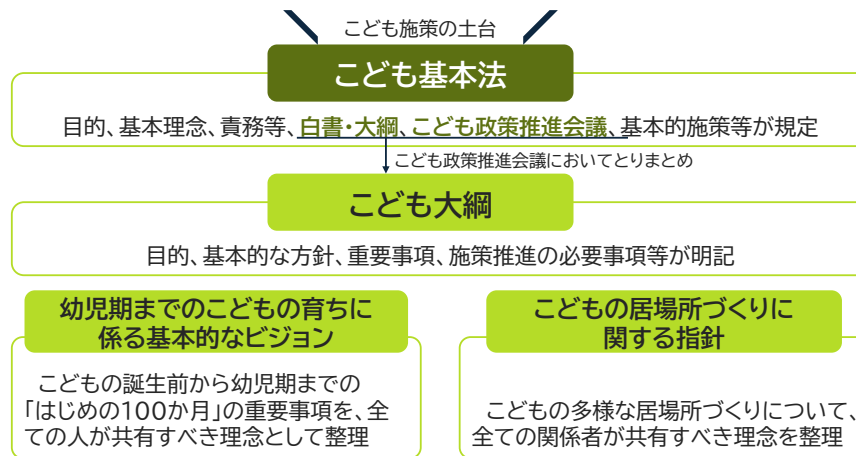 こども施策の土台
こども基本法
目的、基本理念、責務等、白書・大綱、こども政策推進会議、基本的施策等が規定
こども政策推進会議においてとりまとめ
こども大綱
目的、基本的な方針、重要事項、施策推進の必要事項等が明記
幼児期までのこどもの育ちに
係る基本的なビジョン
こどもの誕生前から幼児期までの
「はじめの100か月」の重要事項を、全
ての人が共有すべき理念として整理
こどもの居場所づくりに
関する指針
こどもの多様な居場所づくりについて、
全ての関係者が共有すべき理念を整理